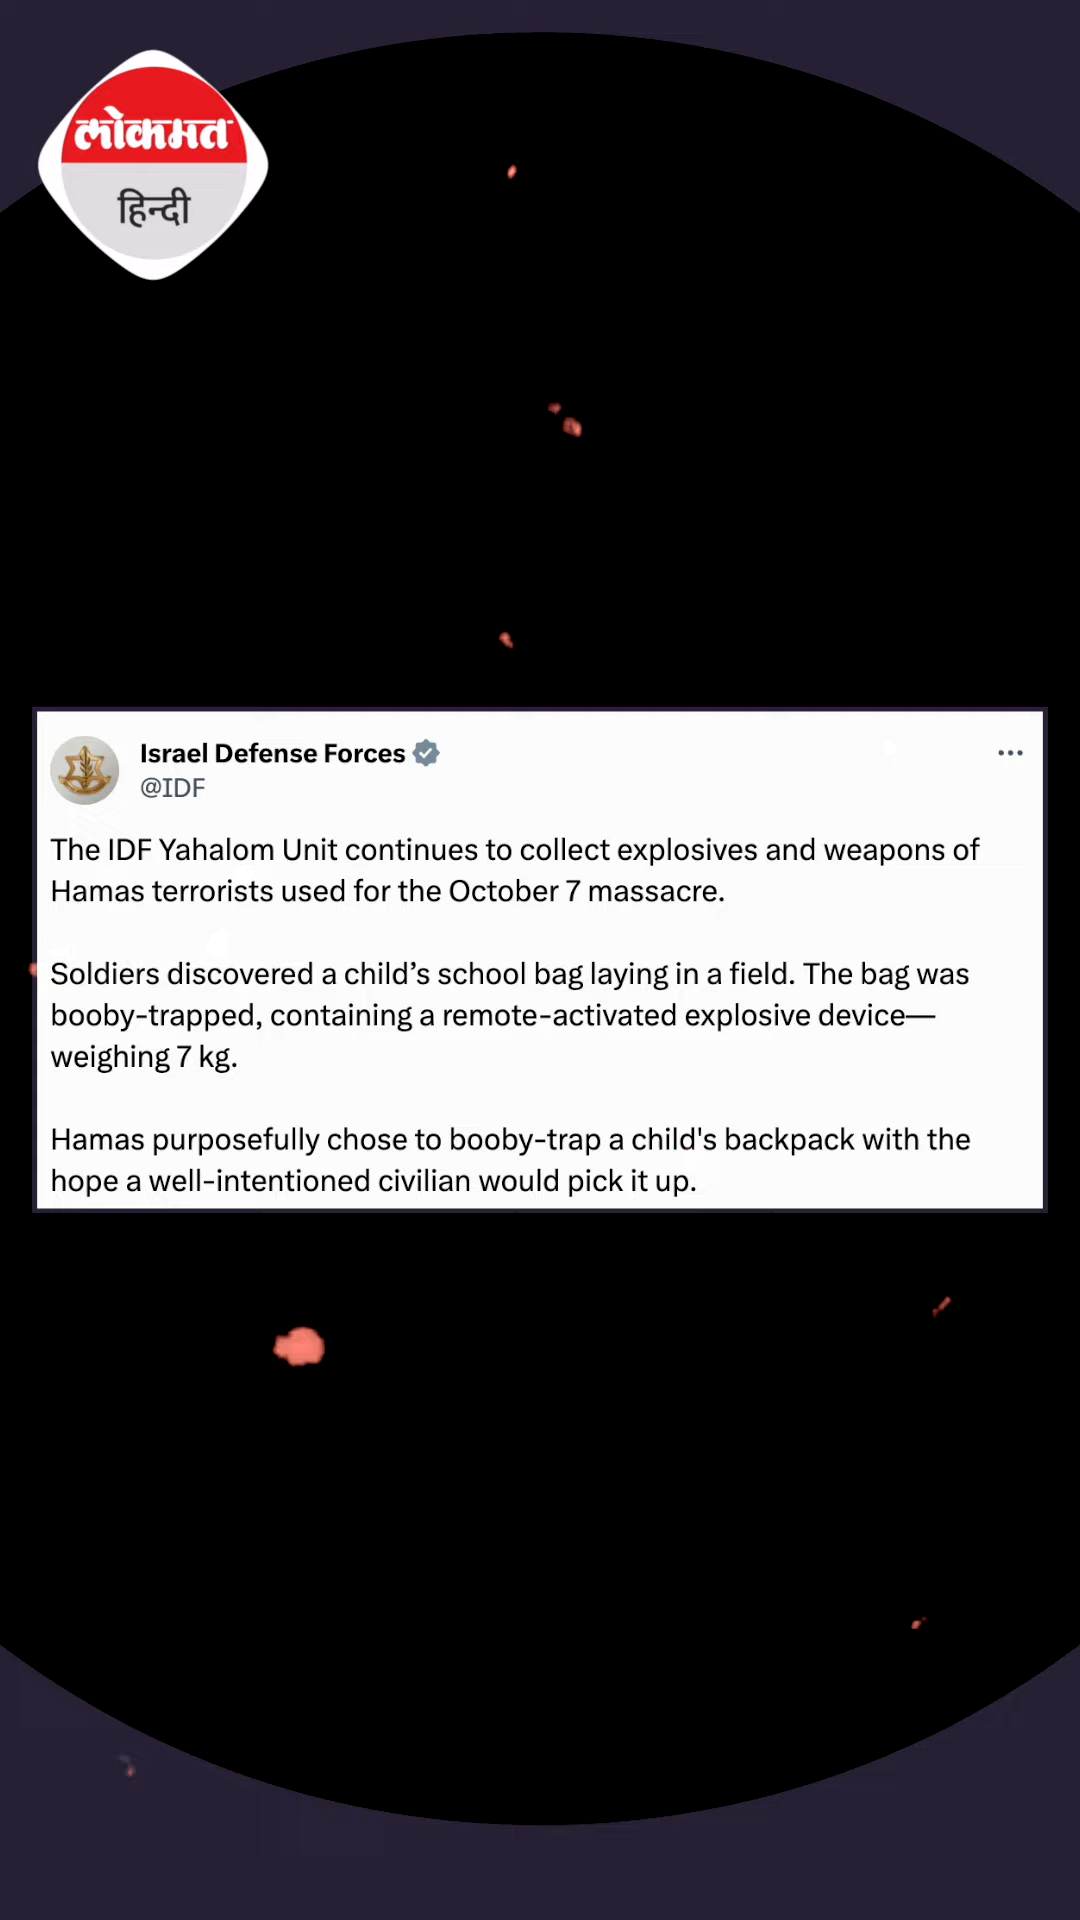 लोकमत
हिन्दी
Israel Defense Forces
@IDF
The IDF Yahalom Unit continues to collect explosives and weapons of
Hamas terrorists used for the October 7 massacre.
Soldiers discovered a child’s school bag laying in a field. The bag was
booby-trapped, containing a remote-activated explosive device—
weighing 7 kg.
Hamas purposefully chose to booby-trap a child's backpack with the
hope a well-intentioned civilian would pick it up.